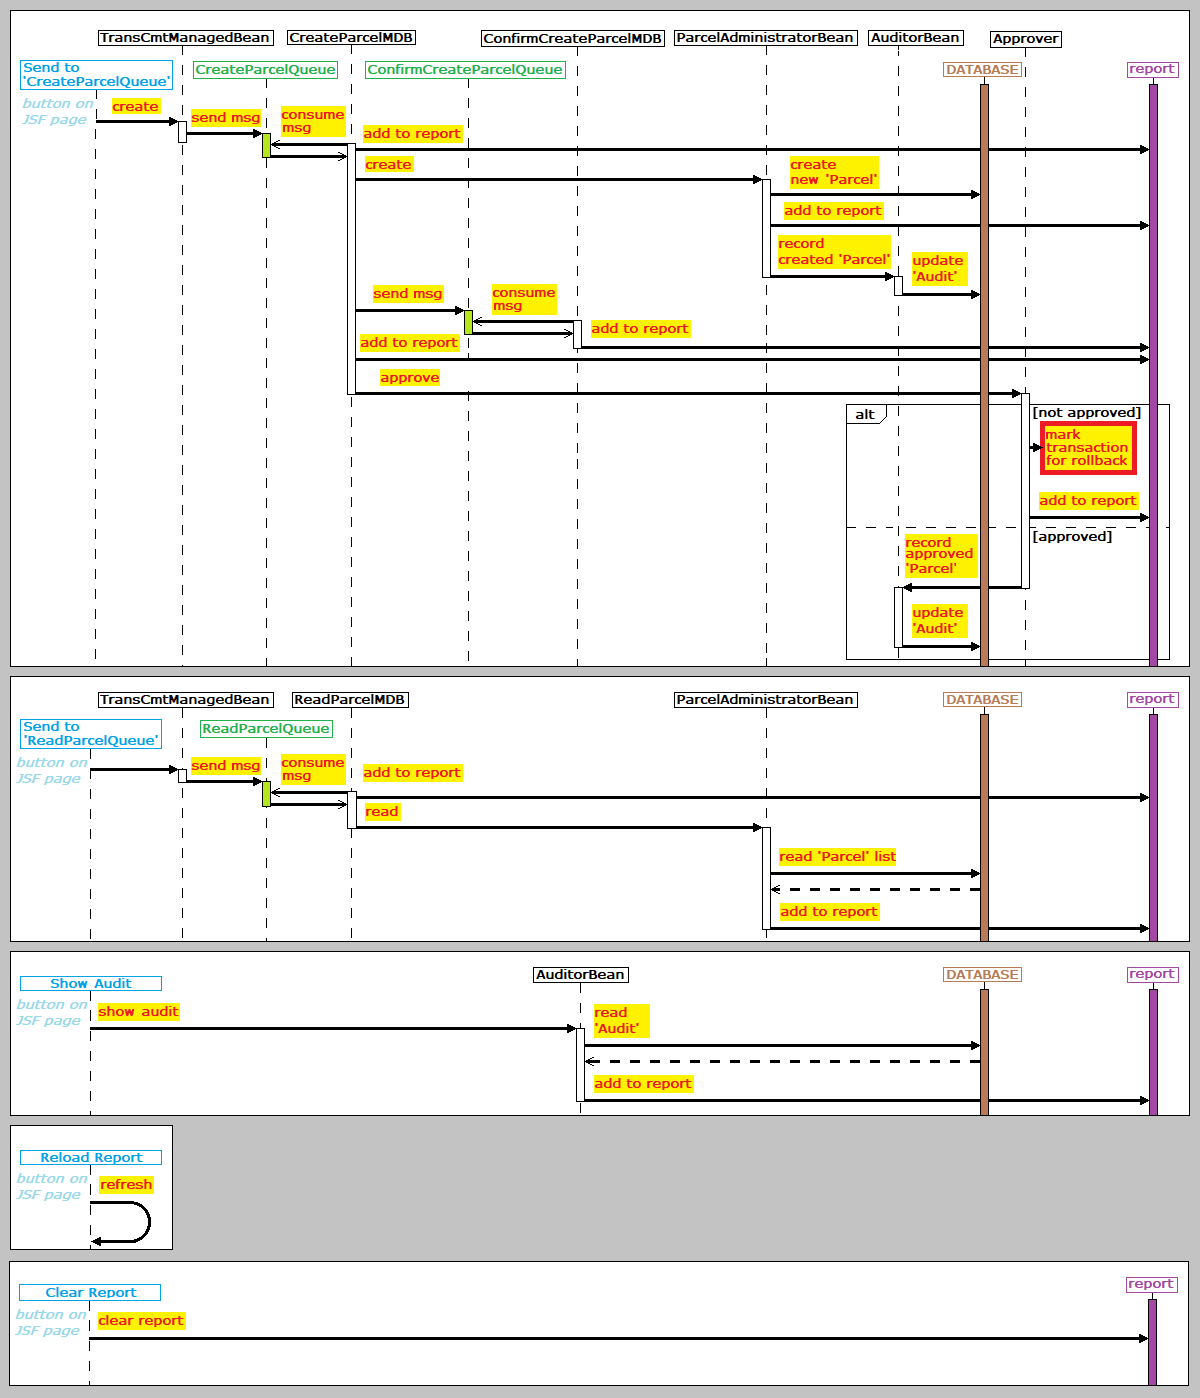 TransCmtManagedBean
CreateParcelMDB
ConfirmCreateParcelMDB
ParcelAdministratorBean
AuditorBean
Approver
Send to
'CreateParcelQueue'
CreateParcelQueue
ConfirmCreateParcelQueue
DATABASE
report
button on
JSF page
create
send msg
consume
msg
add to report
create
create
new 'Parcel'
add to report
record
created 'Parcel'
update
'Audit'
send msg
consume
msg
add to report
add to report
approve
alt
[not approved]
mark
transaction
for rollback
add to report
[approved]
record
approved
'Parcel'
update
'Audit'
TransCmtManagedBean
ReadParcelMDB
ParcelAdministratorBean
DATABASE
report
Send to
'ReadParcelQueue'
ReadParcelQueue
button on
JSF page
send msg
consume
msg
add to report
read
read 'Parcel' list
add to report
AuditorBean
DATABASE
report
Show Audit
button on
JSF page
show audit
read
'Audit'
add to report
Reload Report
button on
JSF page
refresh
Clear Report
report
button on
JSF page
clear report